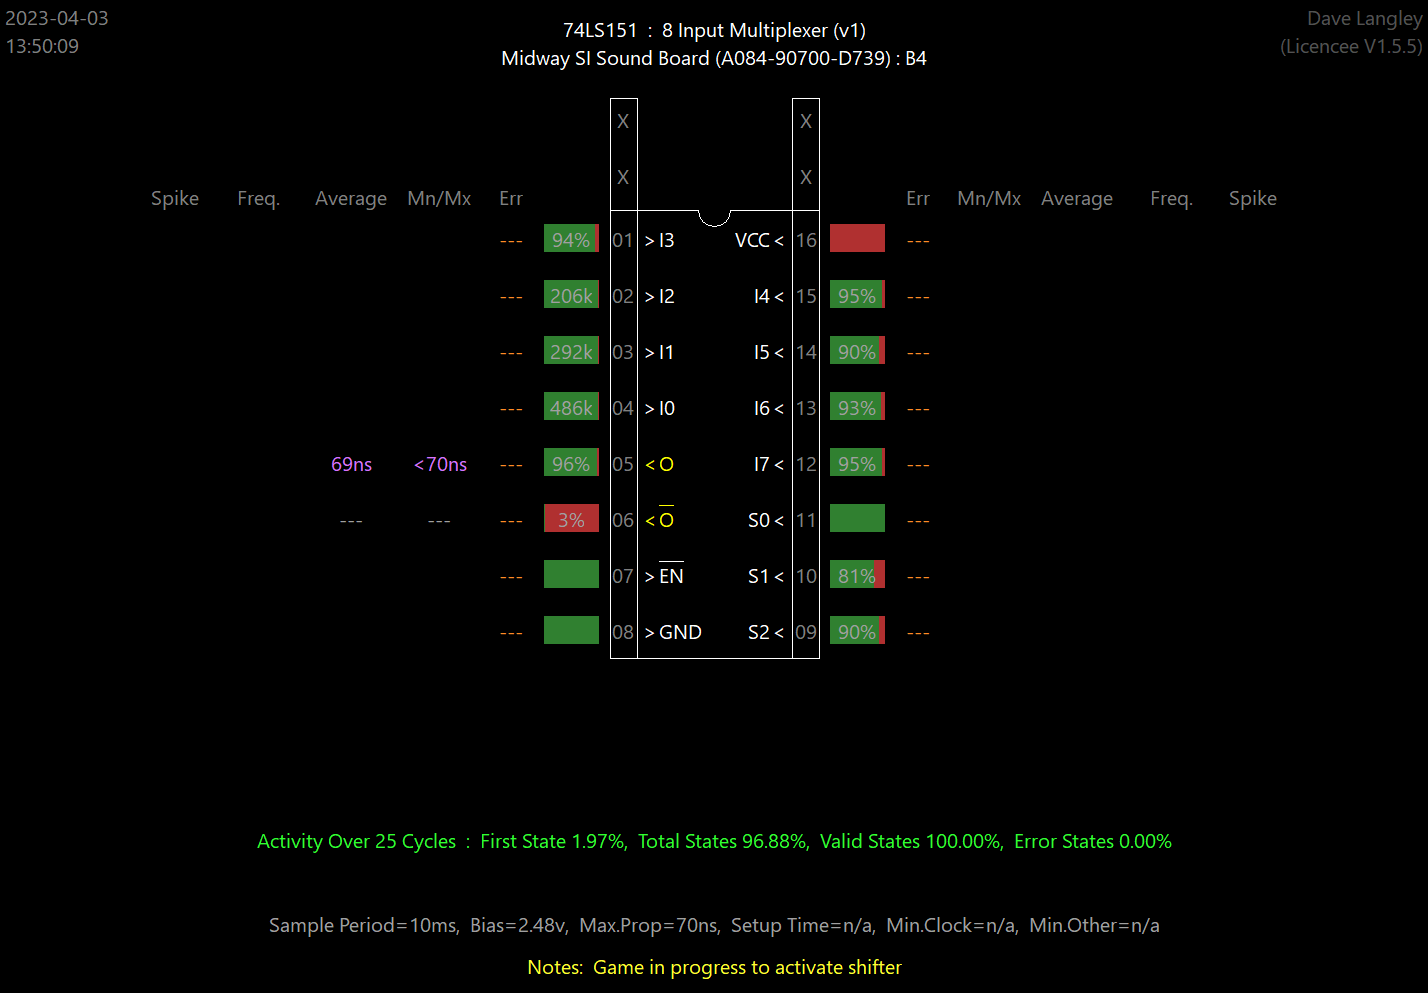 2023-04-03
13:50:09
74LS151 : 8 Input Multiplexer (v1)
Midway SI Sound Board (A084-90700-D739) : B4
Dave Langley
(Licencee V1.5.5)
X X
X X
Spike Freq. Average Mn/Mx Err Err Mn/Mx Average Freq. Spike
--- 94% 01 > I3 VCC < 16 ---
--- 206k 02 > I2 I4 < 15 95% ---
--- 292k 03 > I1 I5 < 14 90% ---
--- 486k 04 > I0 I6 < 13 93% ---
69ns <70ns --- 96% 05 < O I7 < 12 95% ---
--- --- --- 3% 06 < O̅ S0 < 11 ---
--- 07 > E̅N̅ S1 < 10 81% ---
--- 08 > GND S2 < 09 90% ---
Activity Over 25 Cycles : First State 1.97%, Total States 96.88%, Valid States 100.00%, Error States 0.00%
Sample Period=10ms, Bias=2.48v, Max.Prop=70ns, Setup Time=n/a, Min.Clock=n/a, Min.Other=n/a
Notes: Game in progress to activate shifter